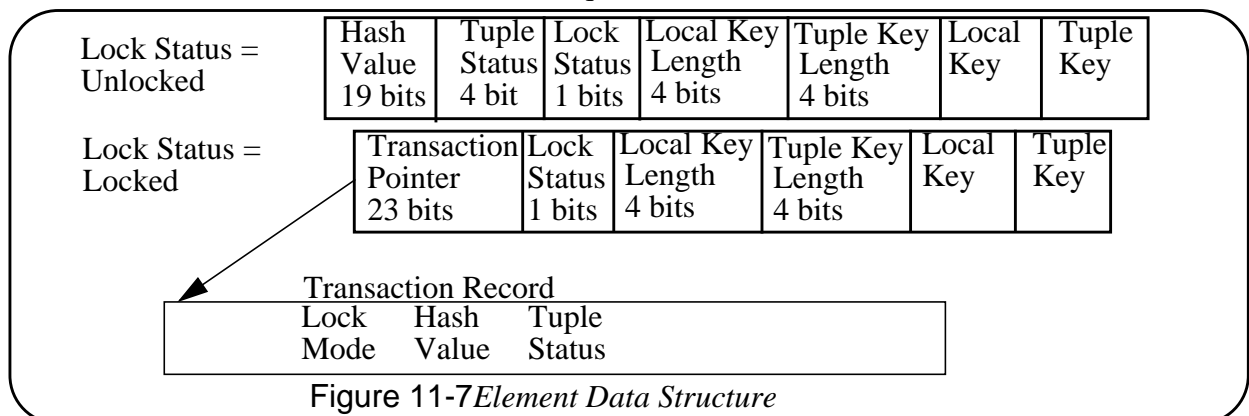 Lock Status = Hash Tuple Lock Local Key Tuple Key Local Tuple
Unlocked Value Status Status Length Length Key Key
19 bits 4 bit 1 bits 4 bits 4 bits
Lock Status = Transaction Lock Local Key Tuple Key Local Tuple
Locked Pointer Status Length Length Key Key
23 bits 1 bits 4 bits 4 bits
Transaction Record
Lock Hash Tuple
Mode Value Status
Figure 11-7 Element Data Structure